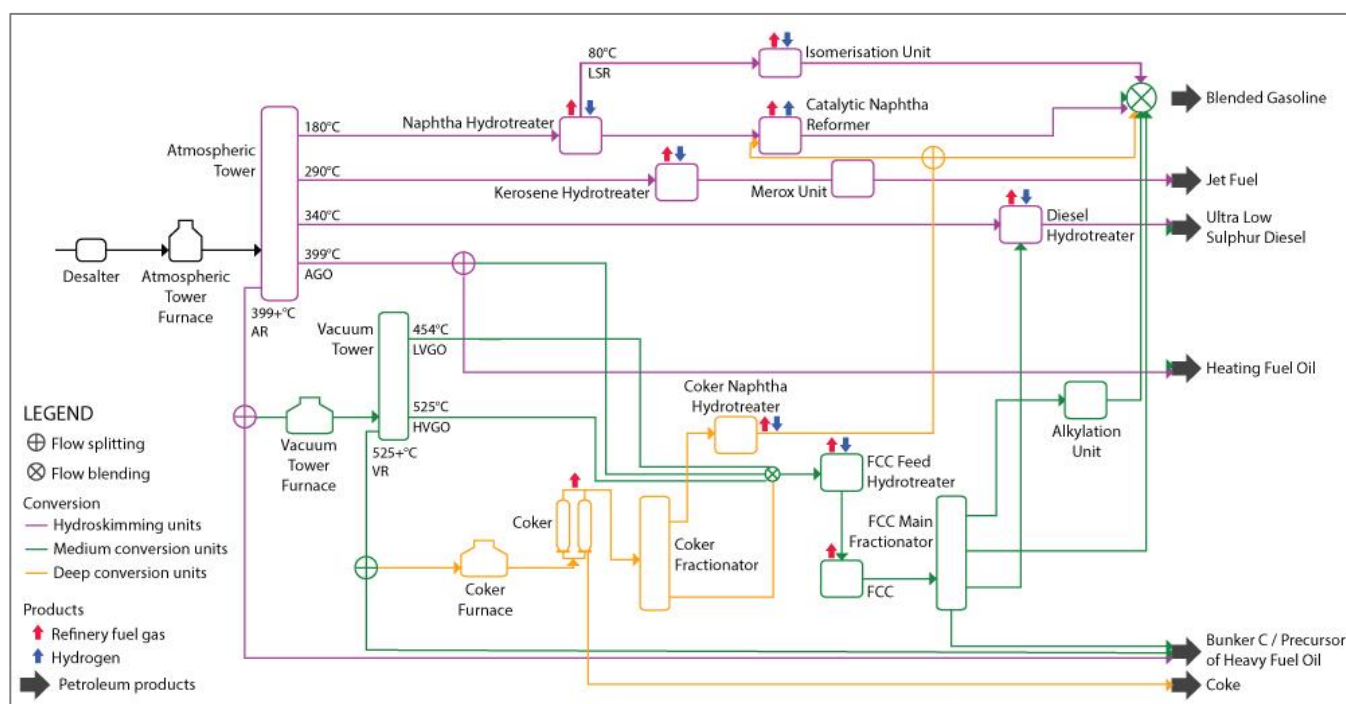 80°C
LSR
Isomerisation Unit
Blended Gasoline
180°C
Naphtha Hydrotreater
Catalytic Naphtha
Reformer
Atmospheric
Tower
290°C
Kerosene Hydrotreater
Merox Unit
Jet Fuel
340°C
Diesel
Hydrotreater
Ultra Low
Sulphur Diesel
Desalter
Atmospheric
Tower
Furnace
399°C
AGO
399+°C
AR
Vacuum
Tower
454°C
LVGO
Heating Fuel Oil
Coker Naphtha
Hydrotreater
525°C
HVGO
Alkylation
Unit
Vacuum
Tower
Furnace
525+°C
VR
FCC Feed
Hydrotreater
Coker
Coker
Fractionator
FCC Main
Fractionator
FCC
Coker
Furnace
Bunker C / Precursor
of Heavy Fuel Oil
Coke
LEGEND
Flow splitting
Flow blending
Conversion
Hydroskimming units
Medium conversion units
Deep conversion units
Products
Refinery fuel gas
Hydrogen
Petroleum products